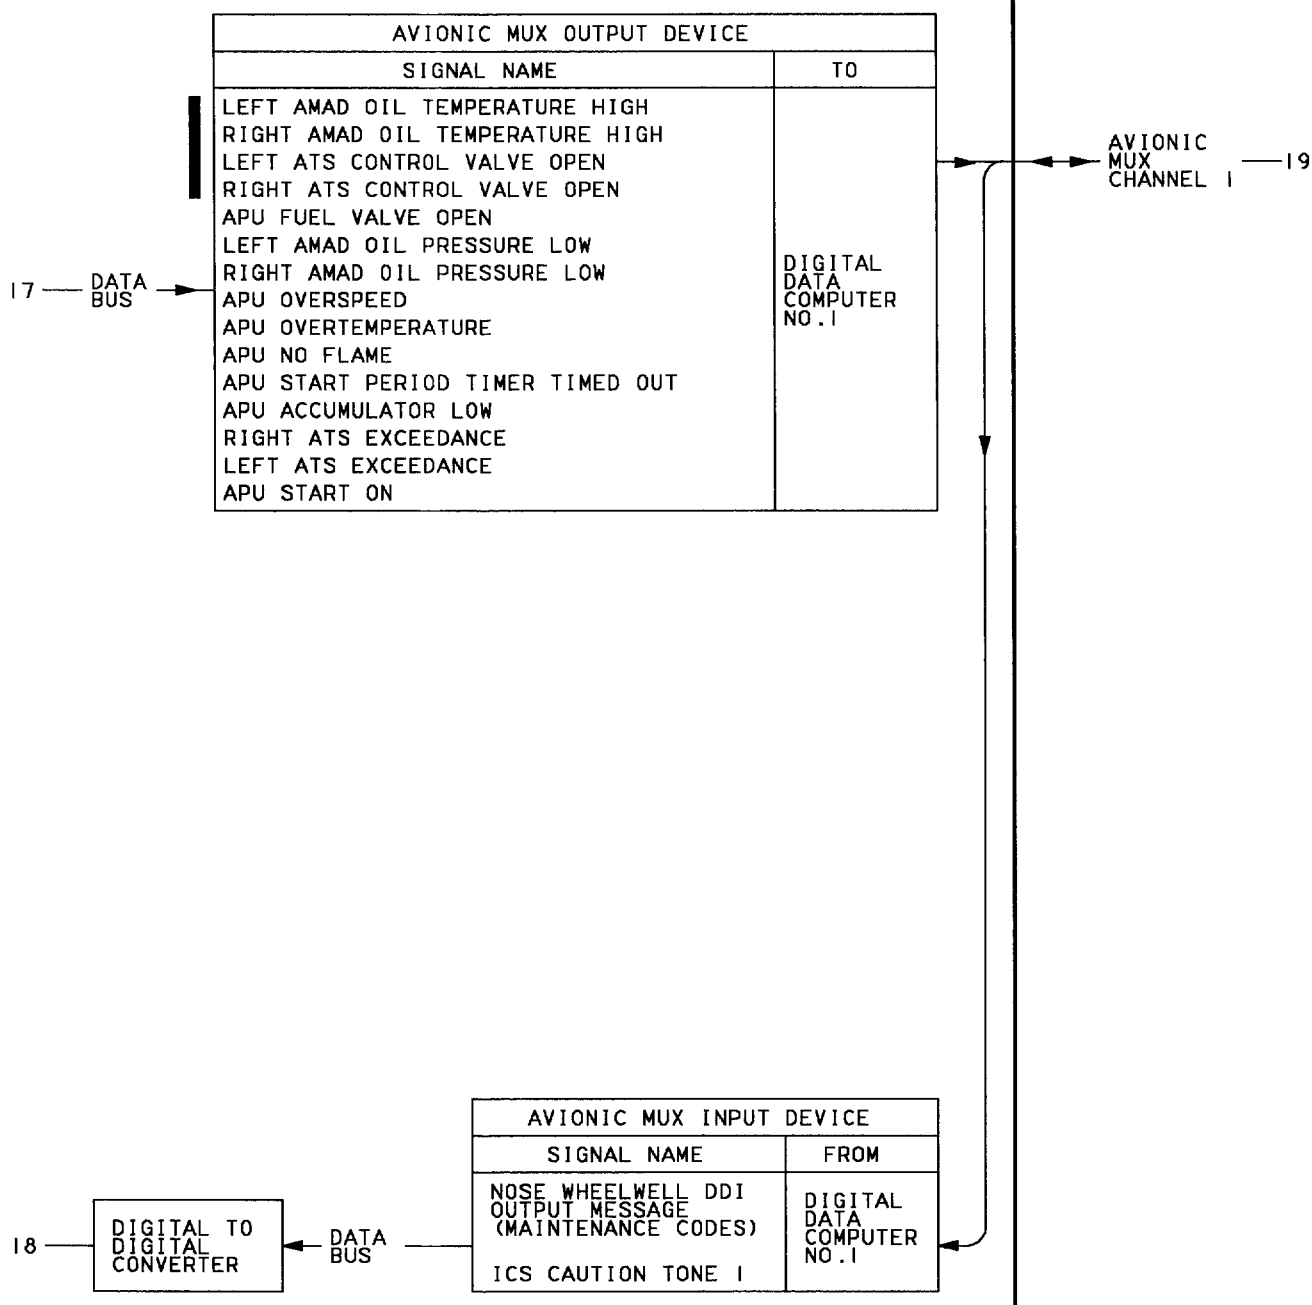 AVIONIC MUX OUTPUT DEVICE
SIGNAL NAME
TO
LEFT AMAD OIL TEMPERATURE HIGH
RIGHT AMAD OIL TEMPERATURE HIGH
LEFT ATS CONTROL VALVE OPEN
RIGHT ATS CONTROL VALVE OPEN
APU FUEL VALVE OPEN
LEFT AMAD OIL PRESSURE LOW
RIGHT AMAD OIL PRESSURE LOW
APU OVERSPEED
APU OVERTEMPERATURE
APU NO FLAME
APU START PERIOD TIMER TIMED OUT
APU ACCUMULATOR LOW
RIGHT ATS EXCEEDANCE
LEFT ATS EXCEEDANCE
APU START ON
DIGITAL
DATA
COMPUTER
NO.1
17
DATA
BUS
AVIONIC
MUX
CHANNEL 1
19
AVIONIC MUX INPUT DEVICE
SIGNAL NAME
FROM
NOSE WHEELWELL DDI
OUTPUT MESSAGE
(MAINTENANCE CODES)
ICS CAUTION TONE 1
DIGITAL
DATA
COMPUTER
NO.1
DATA
BUS
DIGITAL TO
DIGITAL
CONVERTER
18